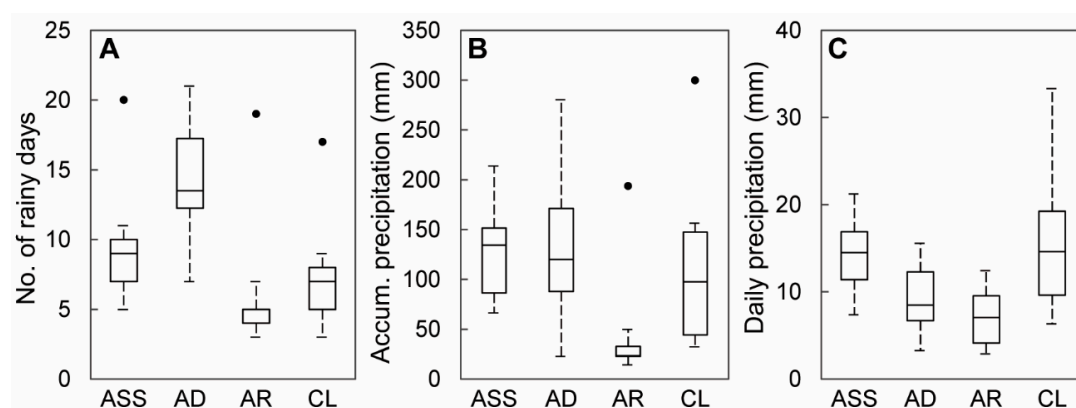 A
No. of rainy days
25
20
15
10
5
0
ASS AD AR CL
B
Accum. precipitation (mm)
350
300
250
200
150
100
50
0
ASS AD AR CL
C
Daily precipitation (mm)
40
30
20
10
0
ASS AD AR CL